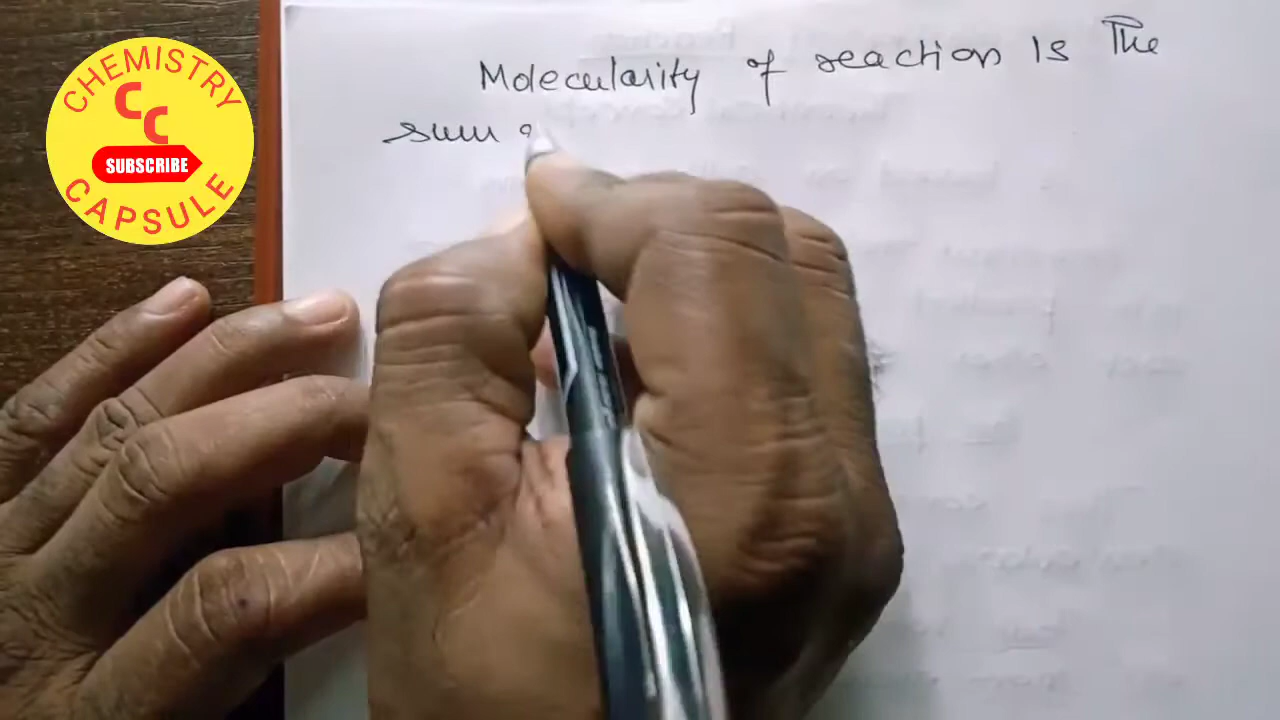 CHEMISTRY
CC
SUBSCRIBE
CAPSULE
Molecularity of reaction is The
sum